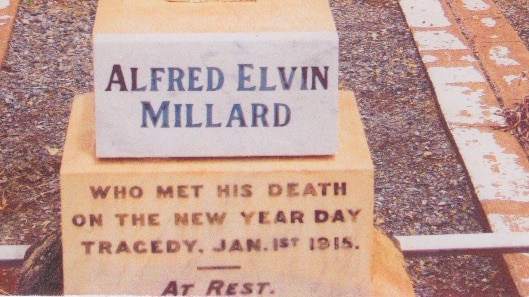 ALFRED ELVIN
MILLARD
WHO MET HIS DEATH
ON THE NEW YEAR DAY
TRAGEDY. JAN. 1ST 1915.
AT REST.